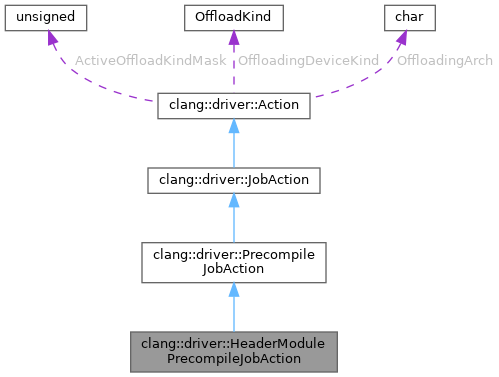 unsigned
OffloadKind
char
ActiveOffloadKindMask
OffloadingDeviceKind
OffloadingArch
clang::driver::Action
clang::driver::JobAction
clang::driver::Precompile
JobAction
clang::driver::HeaderModule
PrecompileJobAction